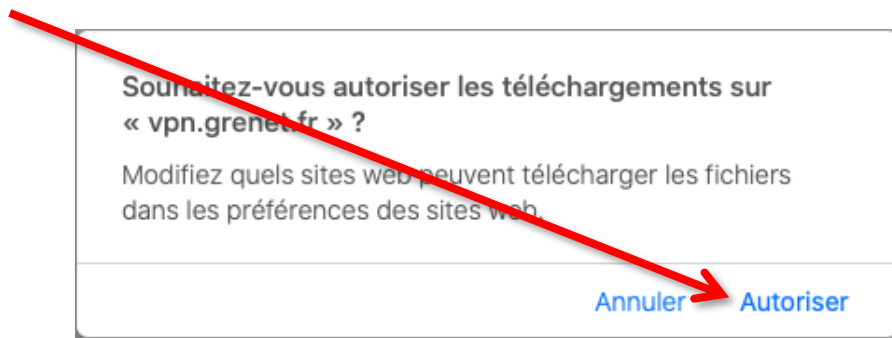 Souhaitez-vous autoriser les téléchargements sur
« vpn.grenet.fr » ?
Modifiez quels sites web peuvent télécharger les fichiers
dans les préférences des sites web.
Annuler
Autoriser